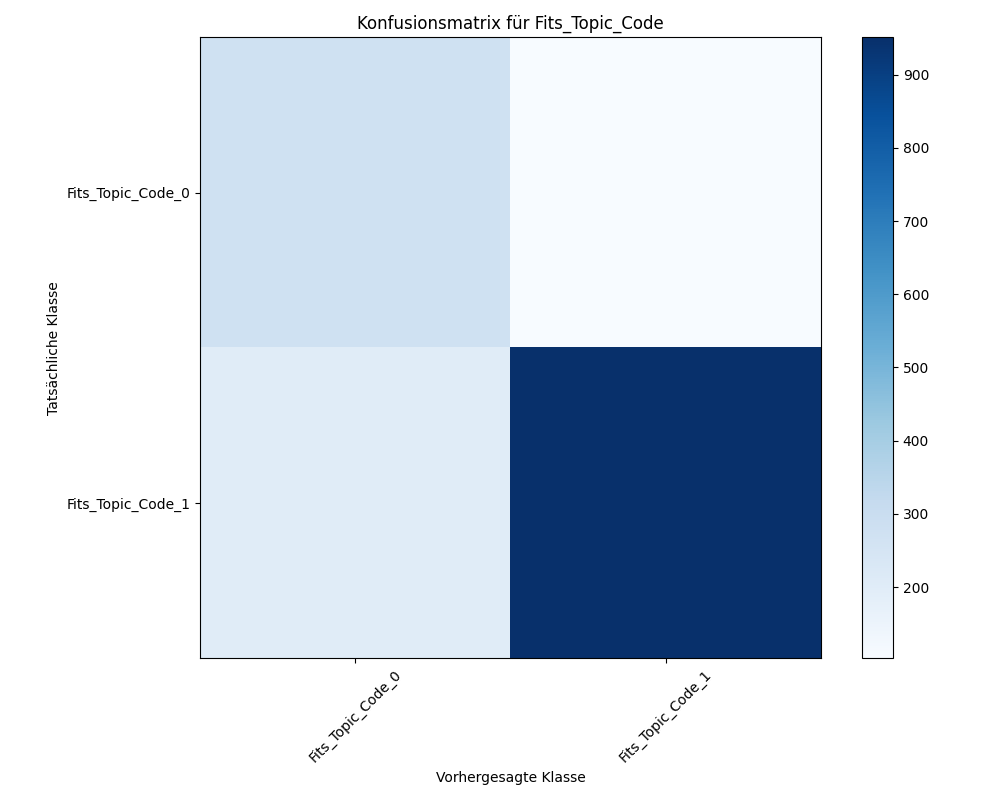 Konfusionsmatrix für Fits_Topic_Code
Tatsächliche Klasse
Fits_Topic_Code_0
Fits_Topic_Code_1
Fits_Topic_Code_0
Fits_Topic_Code_1
Vorhergesagte Klasse
900
800
700
600
500
400
300
200